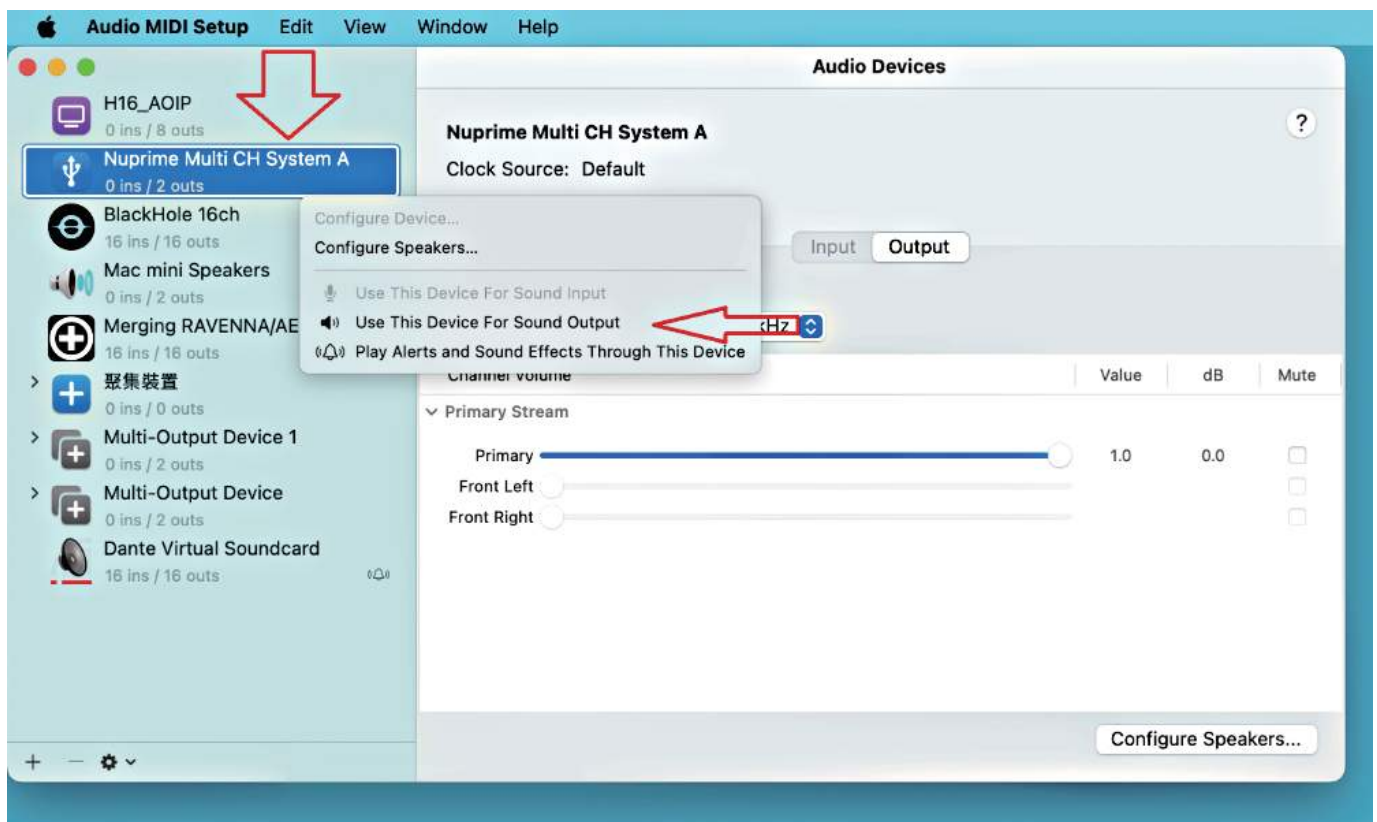 Audio MIDI Setup Edit View Window Help
Audio Devices
H16_AOIP
0 ins / 8 outs
Nuprime Multi CH System A
0 ins / 2 outs
BlackHole 16ch
16 ins / 16 outs
Mac mini Speakers
0 ins / 2 outs
Merging RAVENNA/AE
16 ins / 16 outs
聚集裝置
0 ins / 0 outs
Multi-Output Device 1
0 ins / 2 outs
Multi-Output Device
0 ins / 2 outs
Dante Virtual Soundcard
16 ins / 16 outs
Nuprime Multi CH System A
?
Clock Source: Default
Configure Device...
Configure Speakers...
Use This Device For Sound Input
Use This Device For Sound Output
Play Alerts and Sound Effects Through This Device
Input Output
kHz
Channel Volume Value dB Mute
Primary Stream
Primary 1.0 0.0
Front Left
Front Right
Configure Speakers...